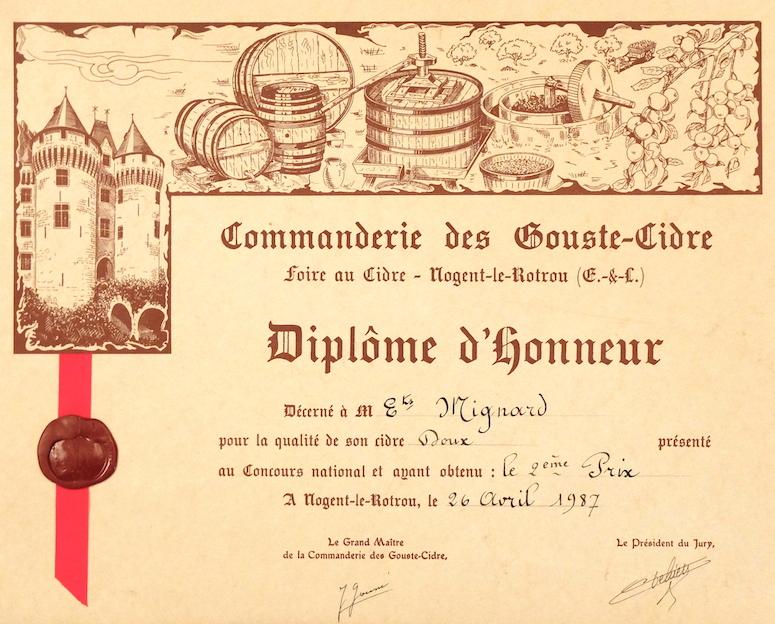 Commanderie des Gouste-Cidre
Foire au Cidre - Nogent-le-Rotrou (E.-&-L.)
Diplôme d'Honneur
Décerné à M Ets Mignard
pour la qualité de son cidre Doux présenté
au Concours national et ayant obtenu : le 2ème Prix
A Nogent-le-Rotrou, le 26 Avril 1987
Le Grand Maître
de la Commanderie des Gouste-Cidre,
Le Président du Jury,